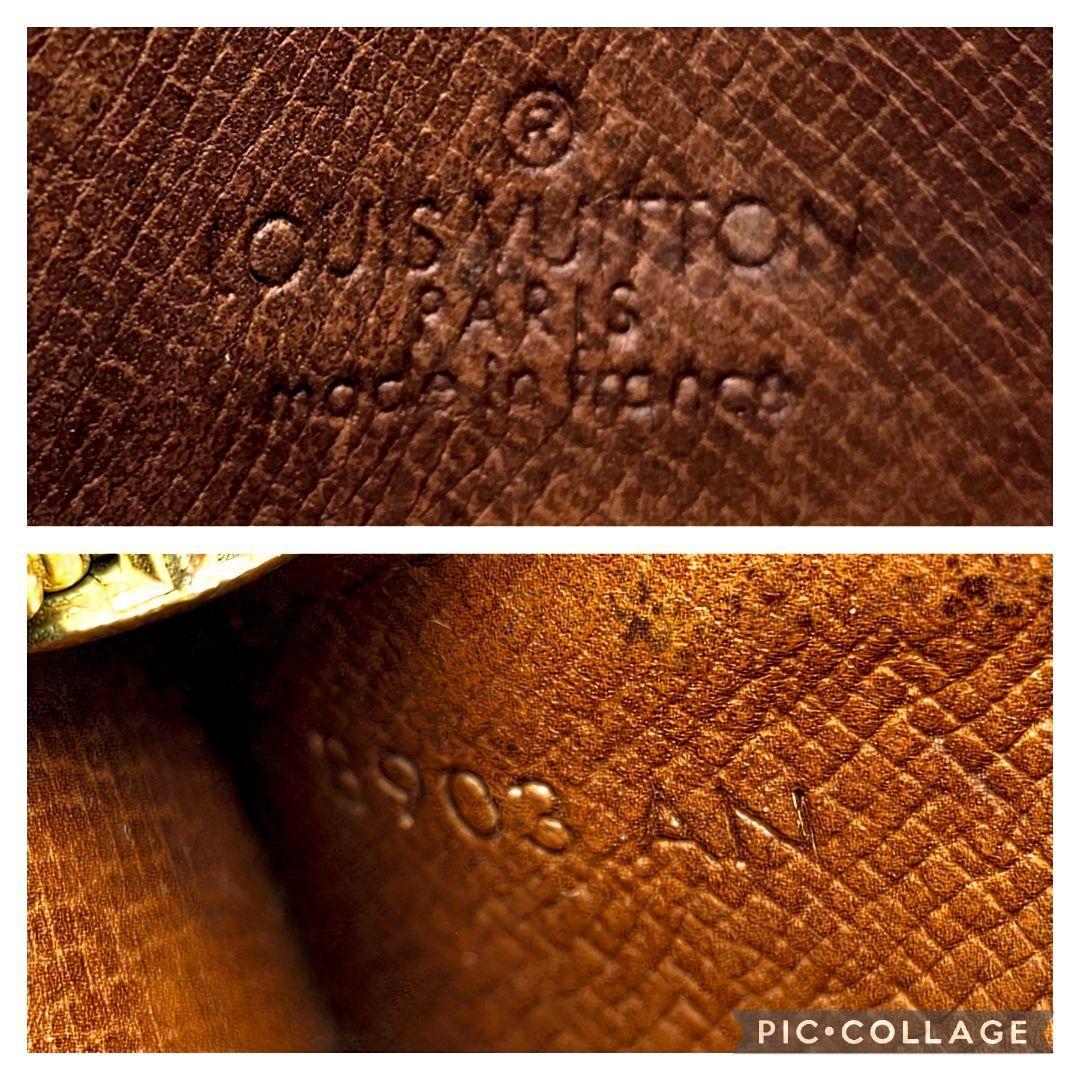 ®
LOUIS VUITTON
PARIS
made in france
8903 AN
PIC•COLLAGE